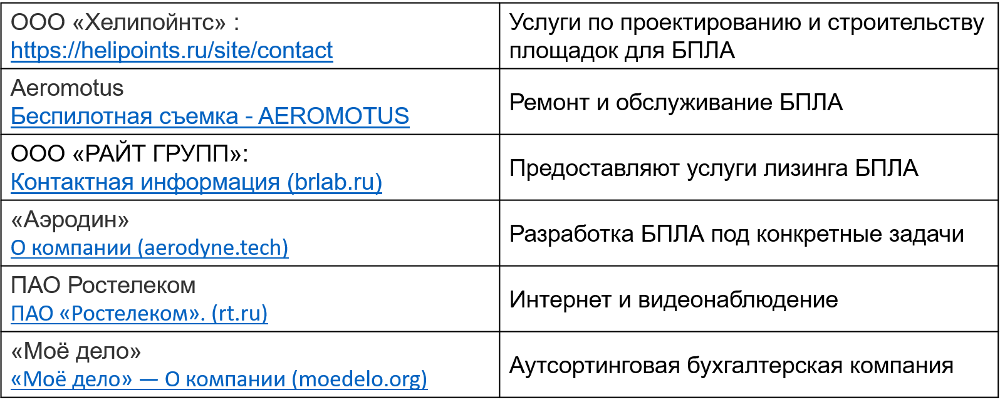 ООО «Хелипойнтс» :
https://helipoints.ru/site/contact
Услуги по проектированию и строительству
площадок для БПЛА
Aeromotus
Беспилотная съемка - AEROMOTUS
Ремонт и обслуживание БПЛА
ООО «РАЙТ ГРУПП»:
Контактная информация (brlab.ru)
Предоставляют услуги лизинга БПЛА
«Аэродин»
О компании (aerodyne.tech)
Разработка БПЛА под конкретные задачи
ПАО Ростелеком
ПАО «Ростелеком». (rt.ru)
Интернет и видеонаблюдение
«Моё дело»
«Моё дело» — О компании (moedelo.org)
Аутсортинговая бухгалтерская компания